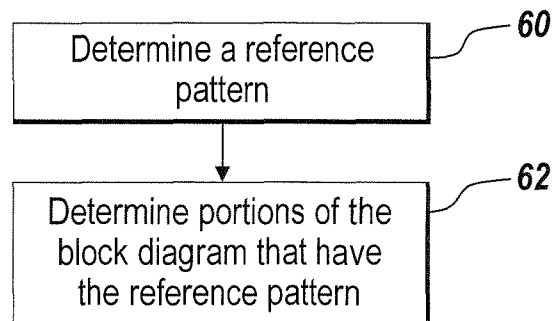 60
Determine a reference
pattern
62
Determine portions of the
block diagram that have
the reference pattern